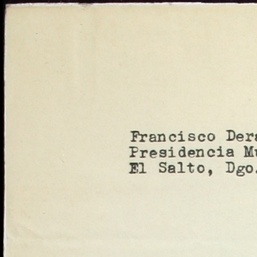 Francisco Dera
Presidencia Mu
El Salto, Dgo.